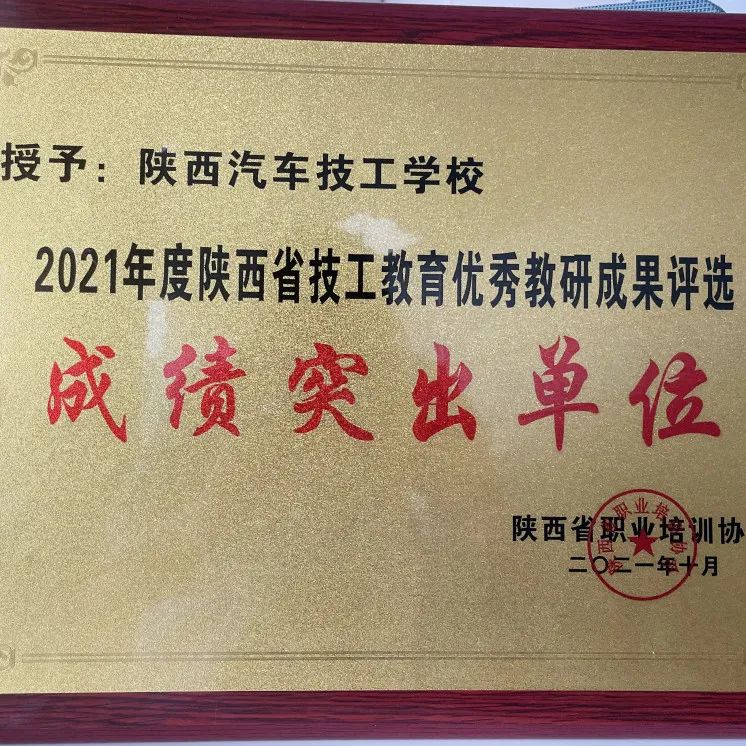 授予：陕西汽车技工学校
2021年度陕西省技工教育优秀教研成果评选
成绩突出单位
陕西省职业培训协
二〇二一年十月